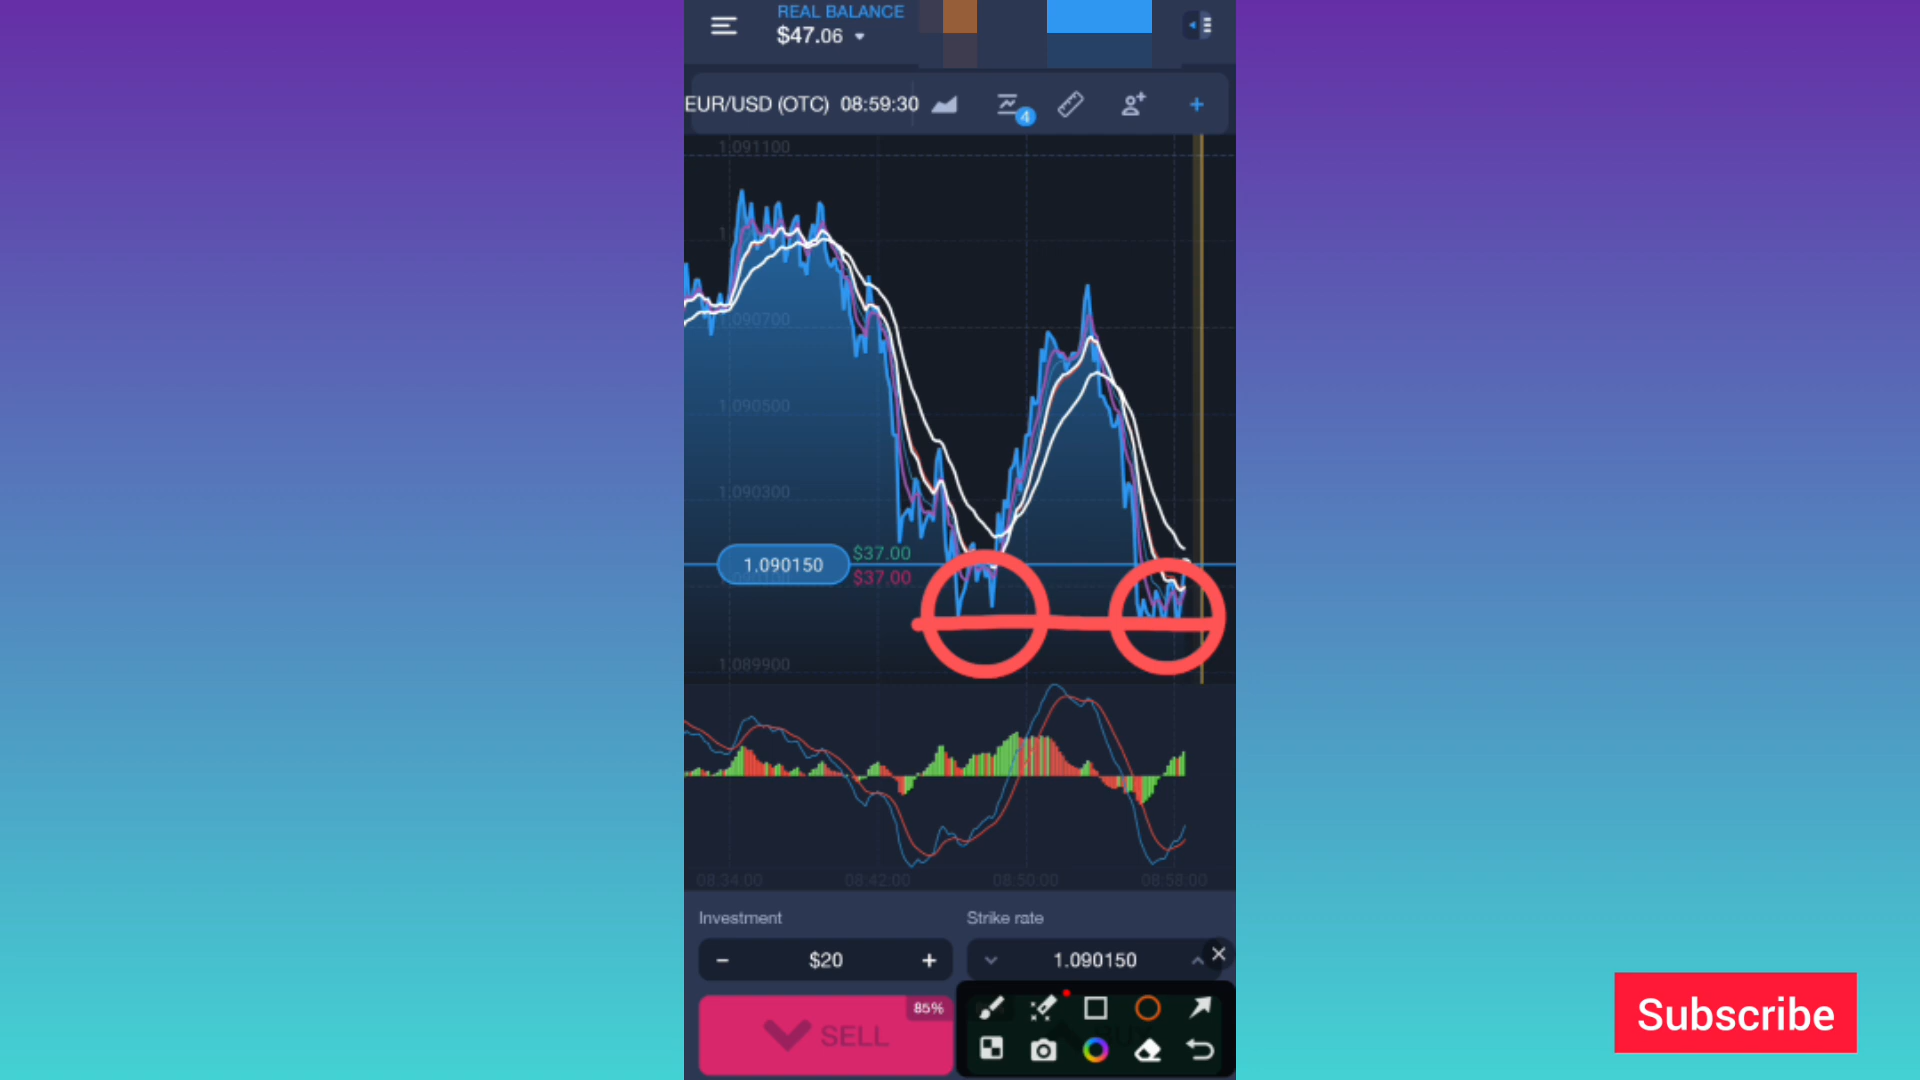 REAL BALANCE
$47.06
EUR/USD (OTC) 08:59:30
4
1.091100
1.090700
1.090500
1.090300
1.090150
$37.00
$37.00
1.089900
08:34:00 08:42:00 08:50:00 08:58:00
Investment Strike rate
− $20 + 1.090150
85%
SELL
Subscribe